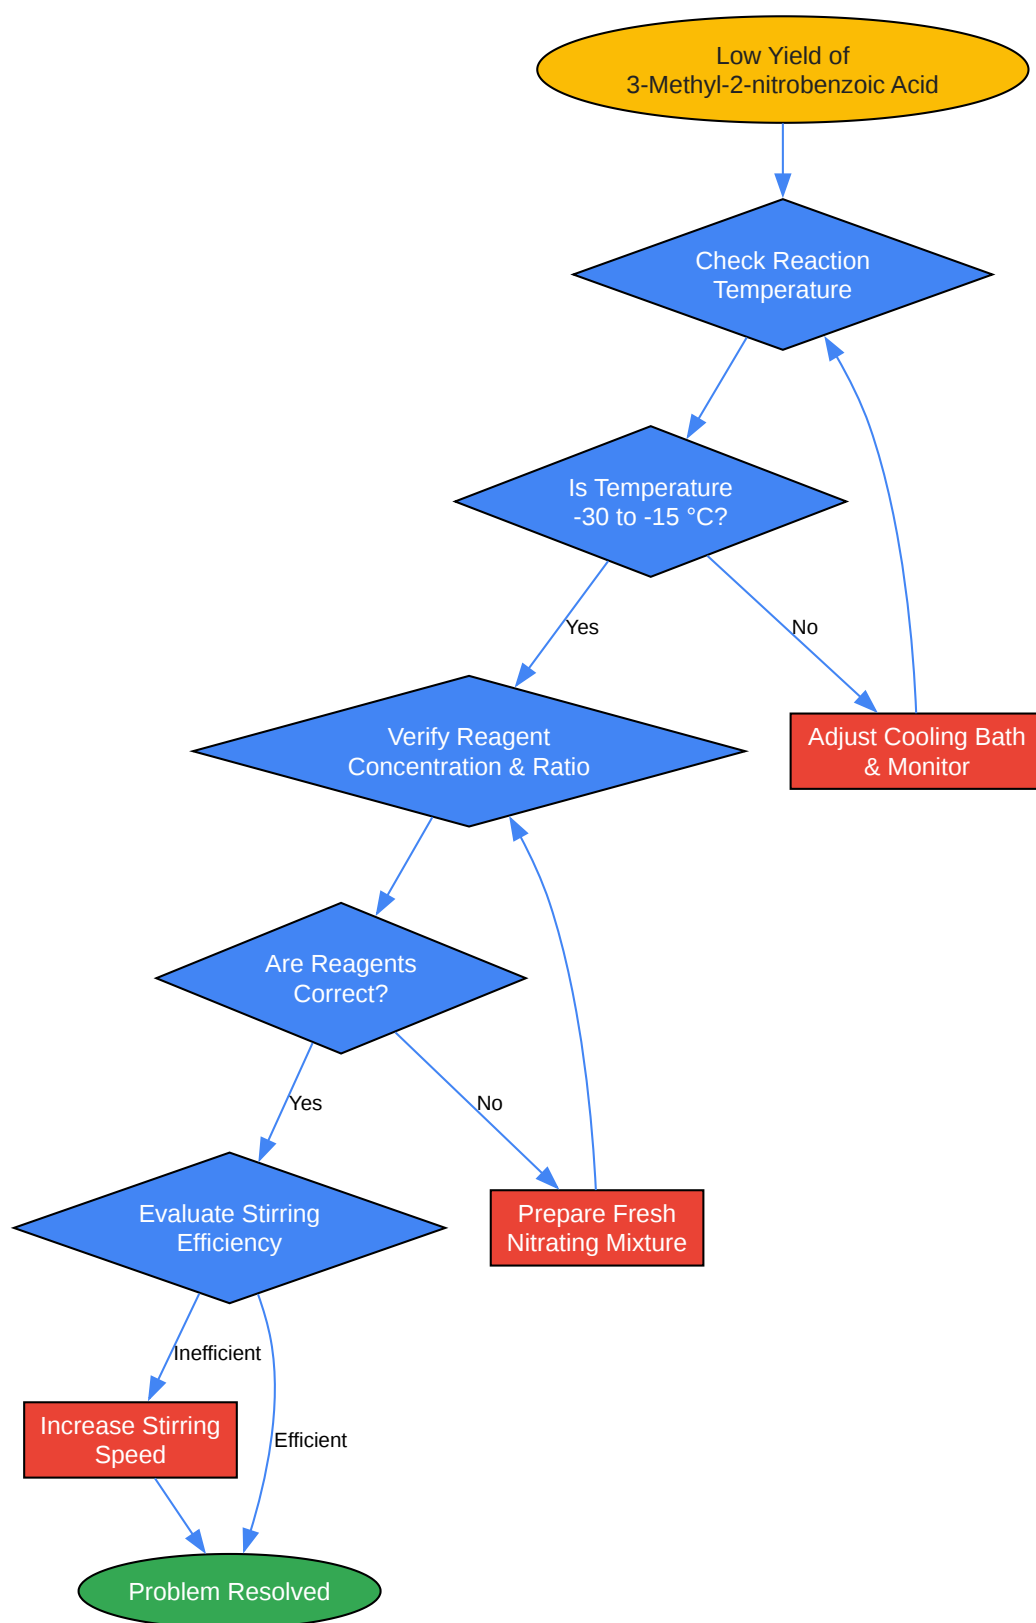 Low Yield of
3-Methyl-2-nitrobenzoic Acid
Check Reaction
Temperature
Is Temperature
-30 to -15 °C?
Yes
No
Verify Reagent
Concentration & Ratio
Adjust Cooling Bath
& Monitor
Are Reagents
Correct?
Yes
No
Evaluate Stirring
Efficiency
Prepare Fresh
Nitrating Mixture
Inefficient
Increase Stirring
Speed
Efficient
Problem Resolved